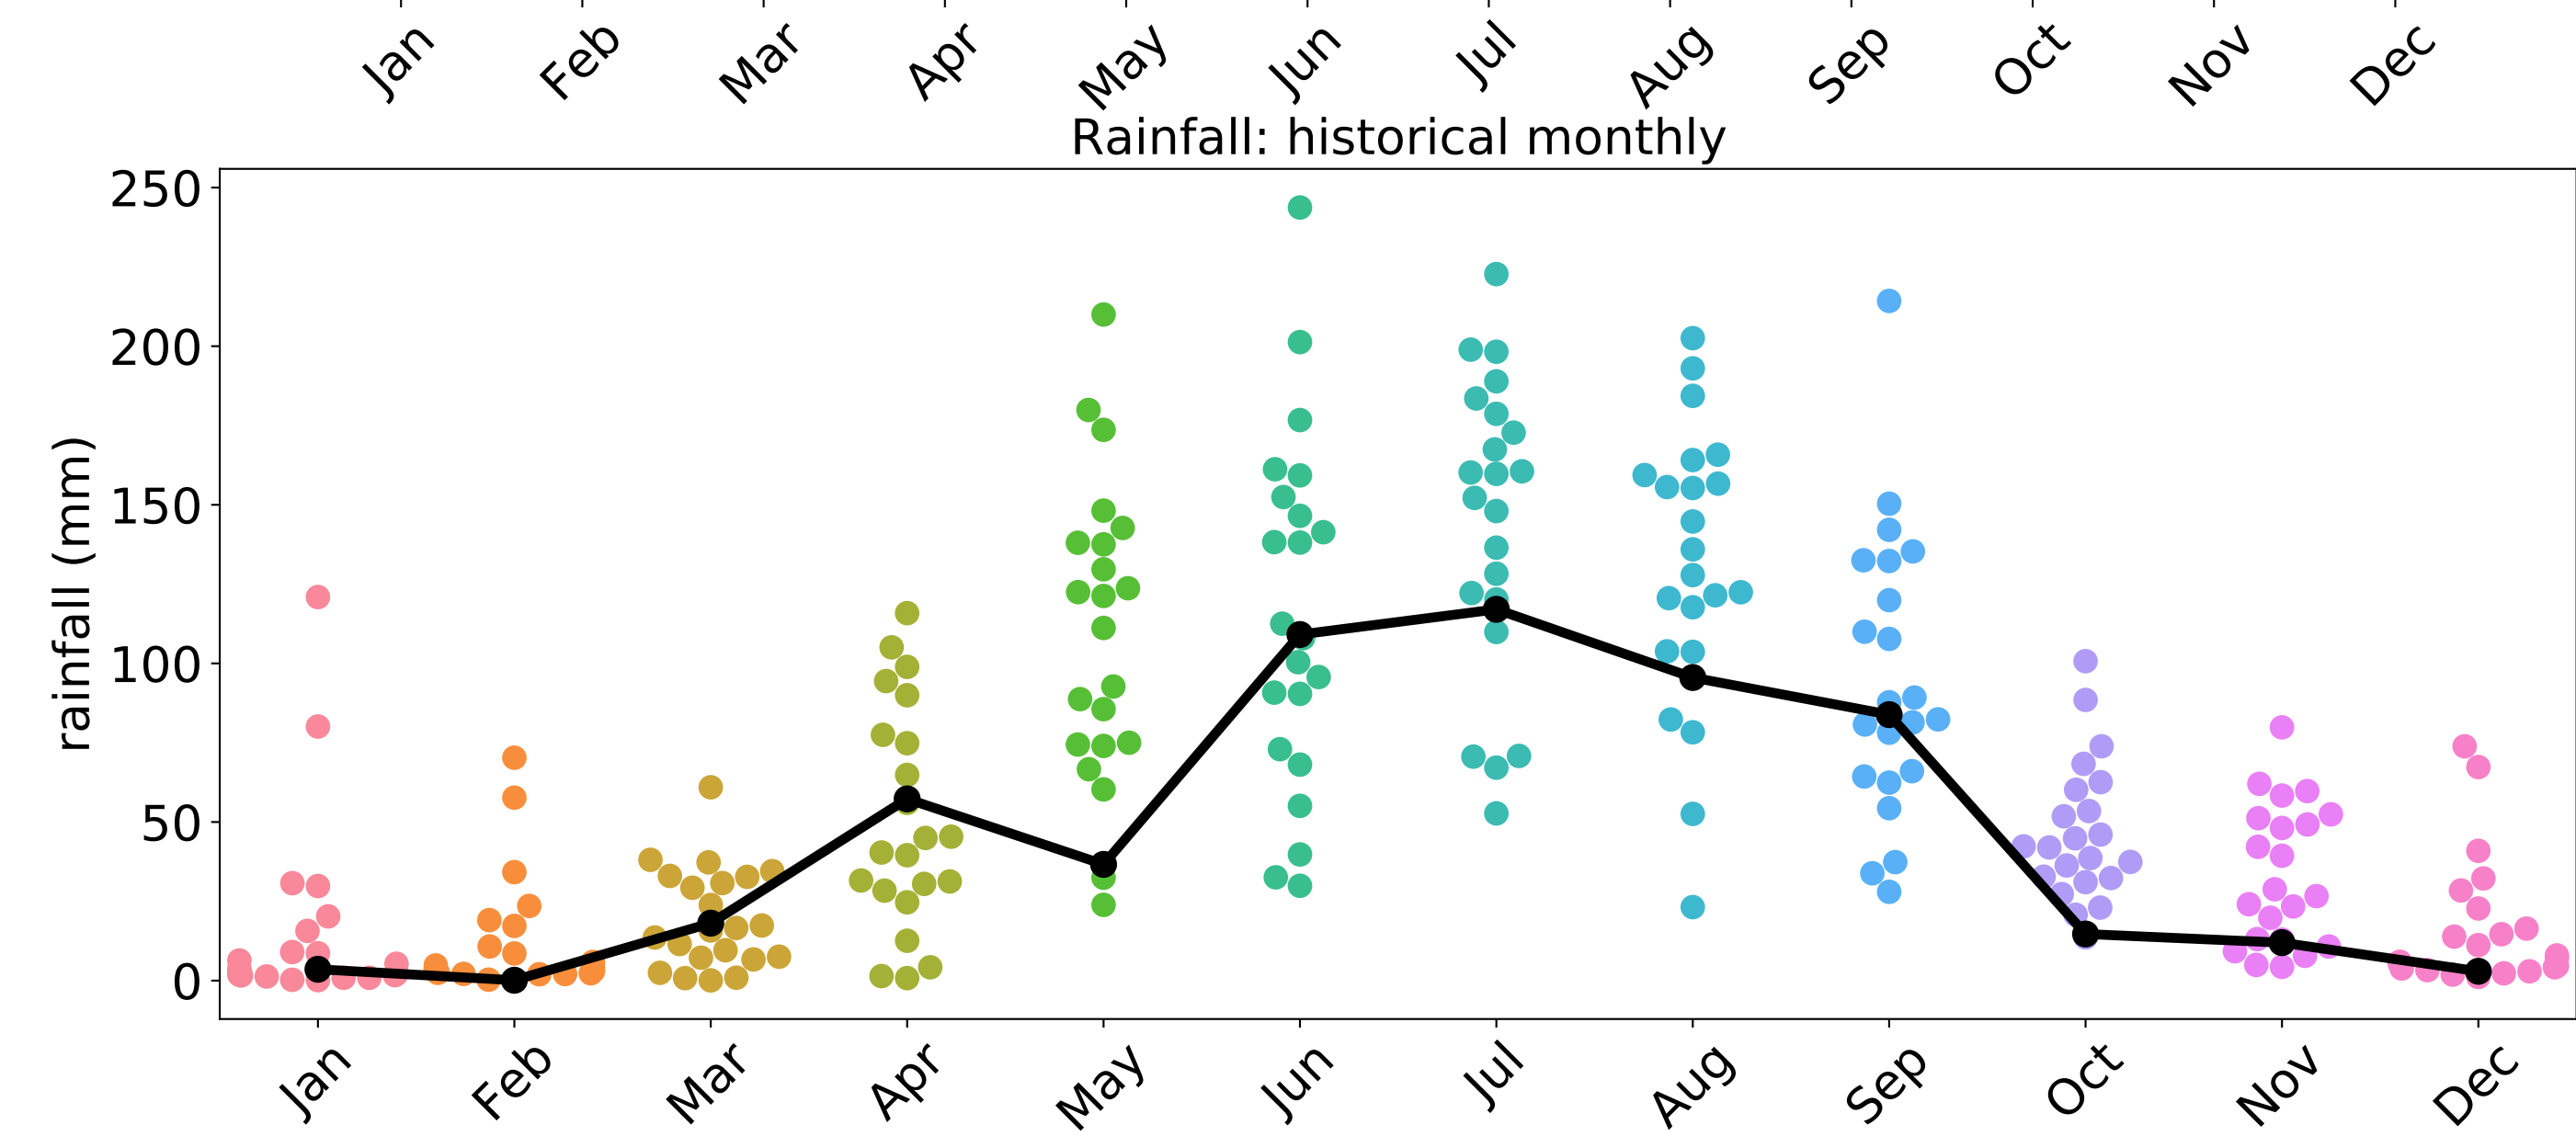 Jan Feb Mar Apr May Jun Jul Aug Sep Oct Nov Dec
Rainfall: historical monthly
250
200
150
100
50
0
rainfall (mm)
Jan Feb Mar Apr May Jun Jul Aug Sep Oct Nov Dec